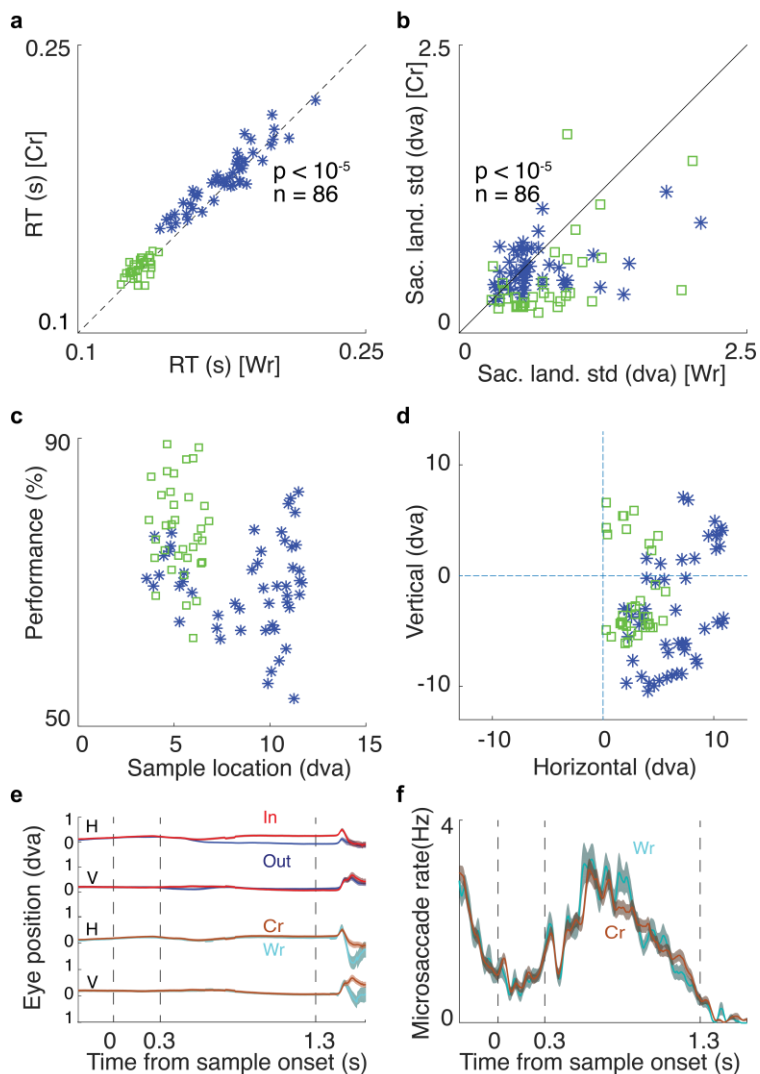 a
0.25
RT (s) [Cr]
p < 10-5
n = 86
0.1
0.1
0.25
RT (s) [Wr]
b
2.5
Sac. land. std (dva) [Cr]
p < 10-5
n = 86
0
0
2.5
Sac. land. std (dva) [Wr]
c
90
Performance (%)
50
0
5
10
15
Sample location (dva)
d
10
Vertical (dva)
0
-10
-10
0
10
Horizontal (dva)
e
Eye position (dva)
1
H
In
0
1
Out
1
V
0
1
1
H
Cr
0
Wr
1
1
V
0
1
0
0.3
1.3
Time from sample onset (s)
f
4
Microsaccade rate(Hz)
Wr
Cr
0
0
0.3
1.3
Time from sample onset (s)